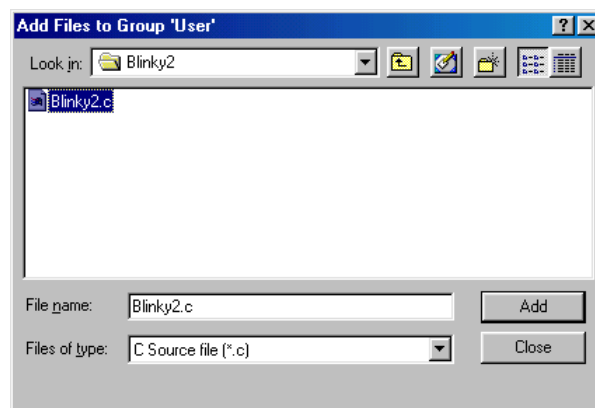 Add Files to Group 'User'
Look in: Blinky2
Blinky2.c
File name: Blinky2.c Add
Files of type: C Source file (*.c) Close